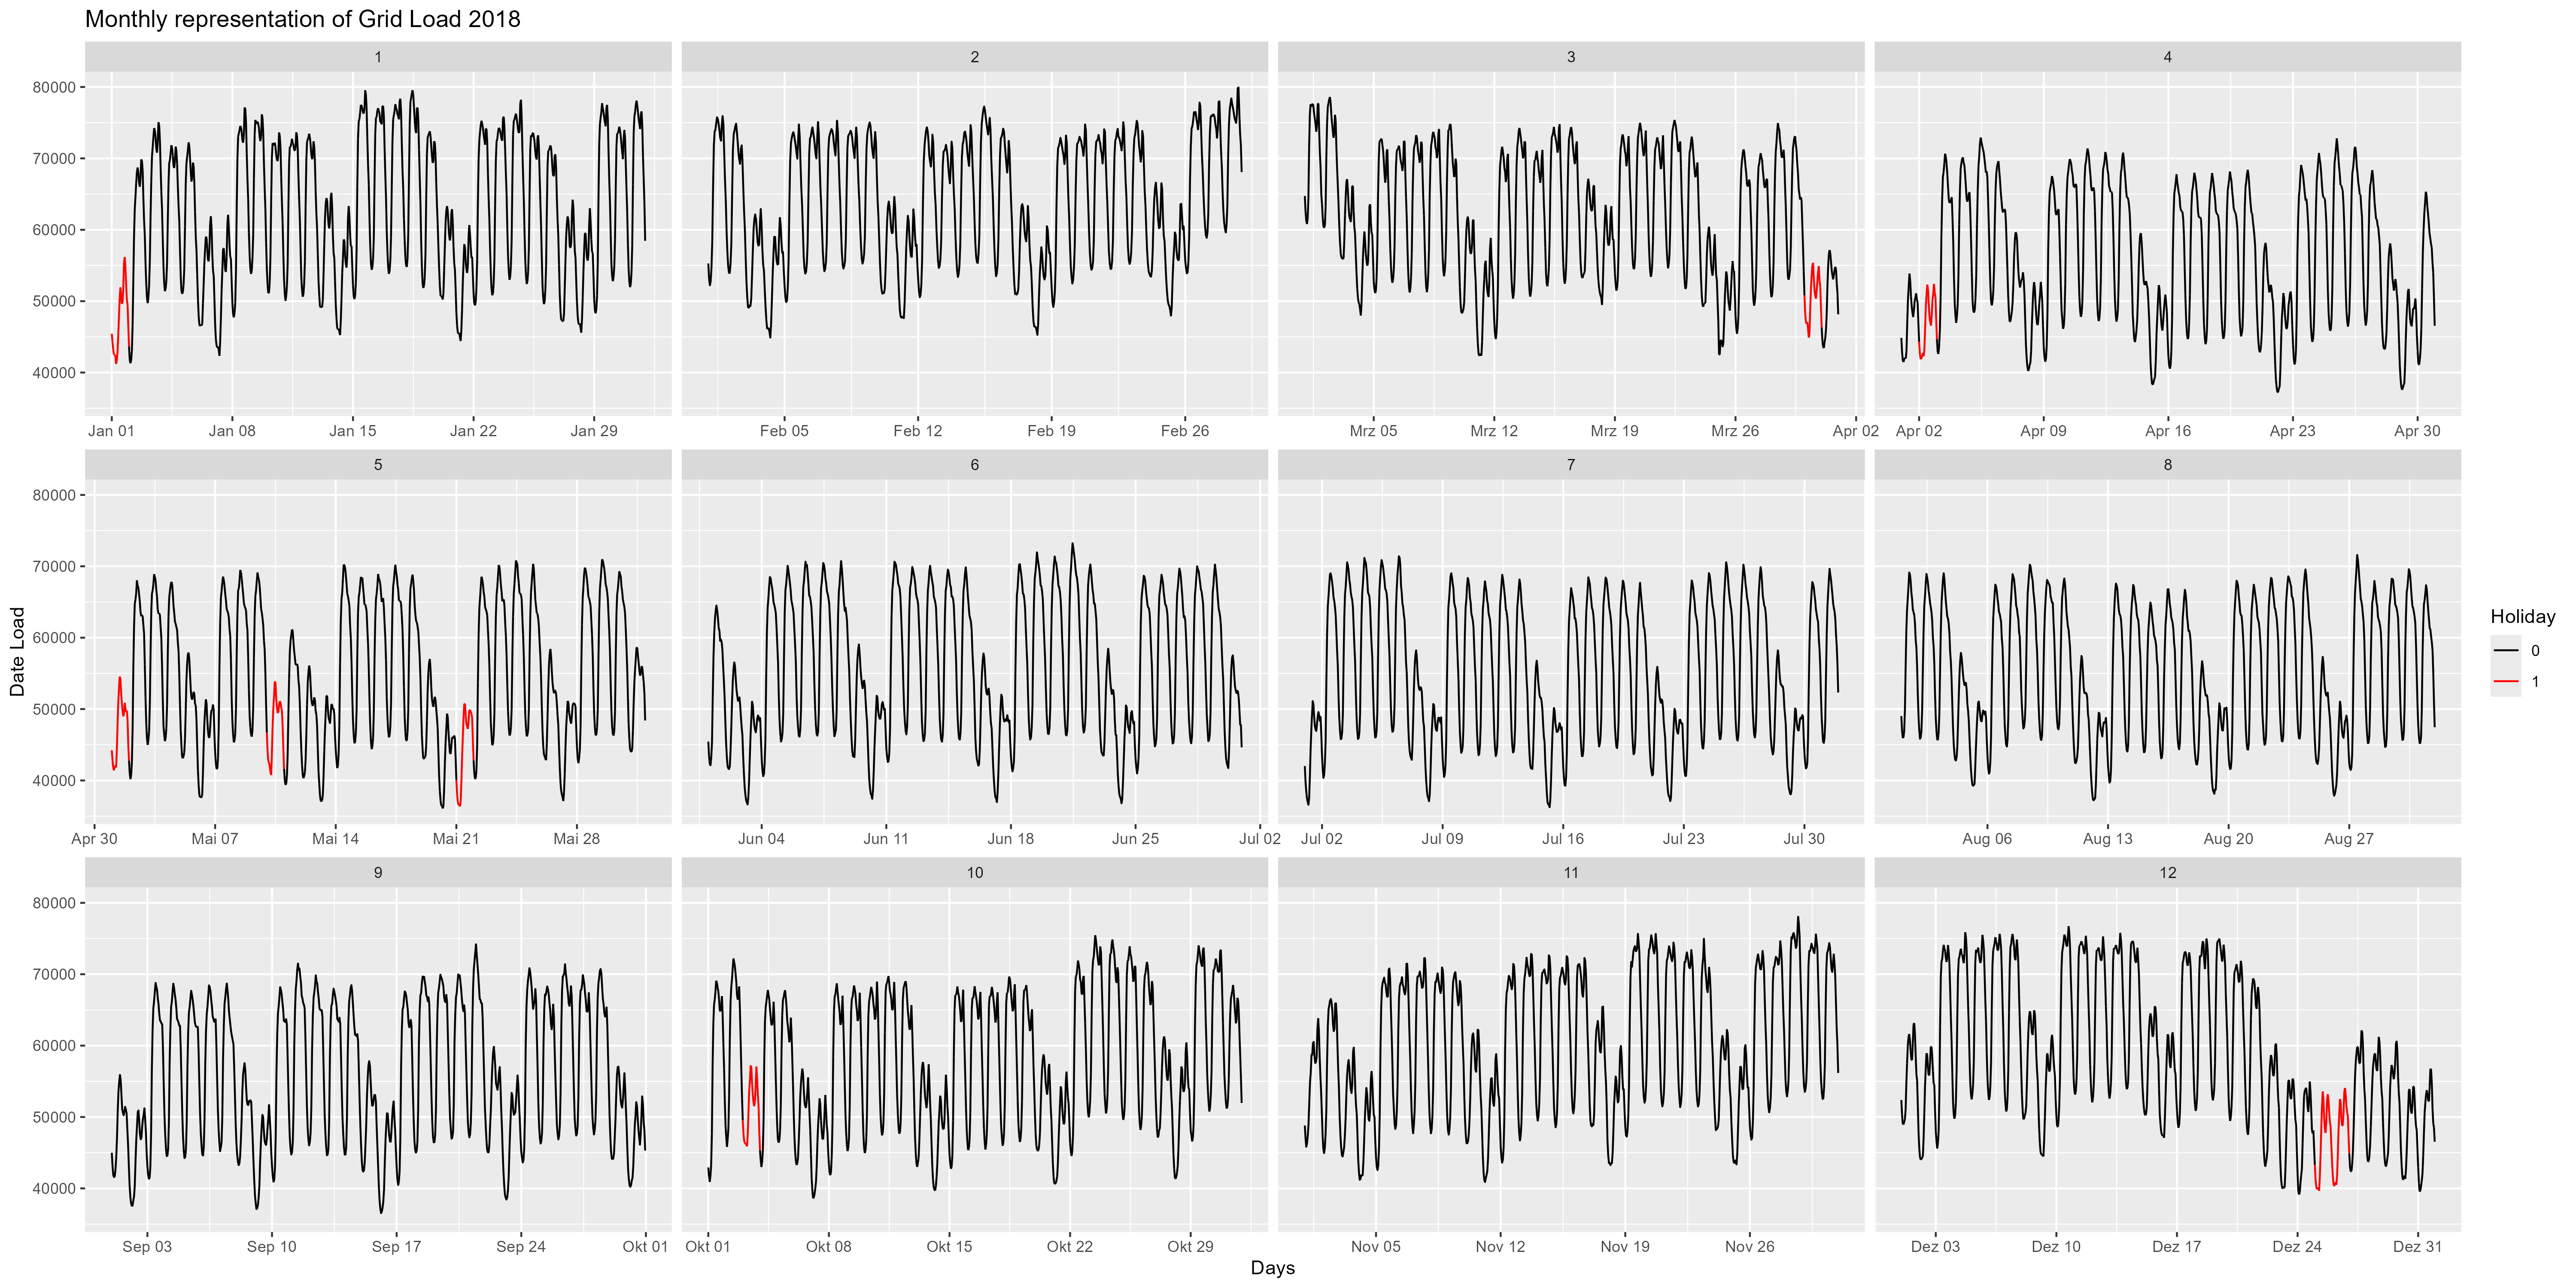 Monthly representation of Grid Load 2018
1 2 3 4
80000
70000
60000
50000
40000
Jan 01 Jan 08 Jan 15 Jan 22 Jan 29 Feb 05 Feb 12 Feb 19 Feb 26 Mrz 05 Mrz 12 Mrz 19 Mrz 26 Apr 02 Apr 02 Apr 09 Apr 16 Apr 23 Apr 30
5 6 7 8
80000
70000
60000
50000
40000
Date Load
Apr 30 Mai 07 Mai 14 Mai 21 Mai 28 Jun 04 Jun 11 Jun 18 Jun 25 Jul 02 Jul 02 Jul 09 Jul 16 Jul 23 Jul 30 Aug 06 Aug 13 Aug 20 Aug 27
9 10 11 12
80000
70000
60000
50000
40000
Sep 03 Sep 10 Sep 17 Sep 24 Okt 01 Okt 01 Okt 08 Okt 15 Okt 22 Okt 29 Nov 05 Nov 12 Nov 19 Nov 26 Dez 03 Dez 10 Dez 17 Dez 24 Dez 31
Days
Holiday
0
1